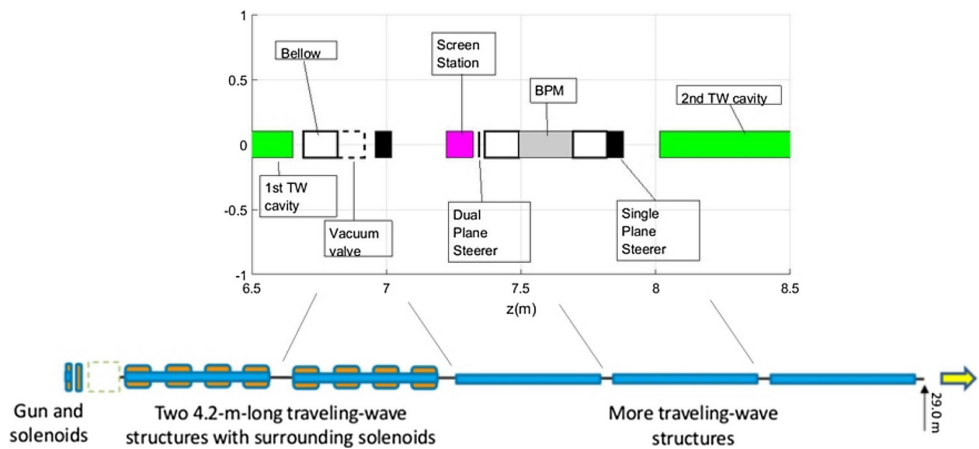 1
0.5
0
-0.5
-1
6.5
7
7.5
8
8.5
z(m)
Bellow
Screen
Station
BPM
2nd TW cavity
1st TW
cavity
Vacuum
valve
Dual
Plane
Steerer
Single
Plane
Steerer
Gun and
solenoids
Two 4.2-m-long traveling-wave
structures with surrounding solenoids
More traveling-wave
structures
29.0 m